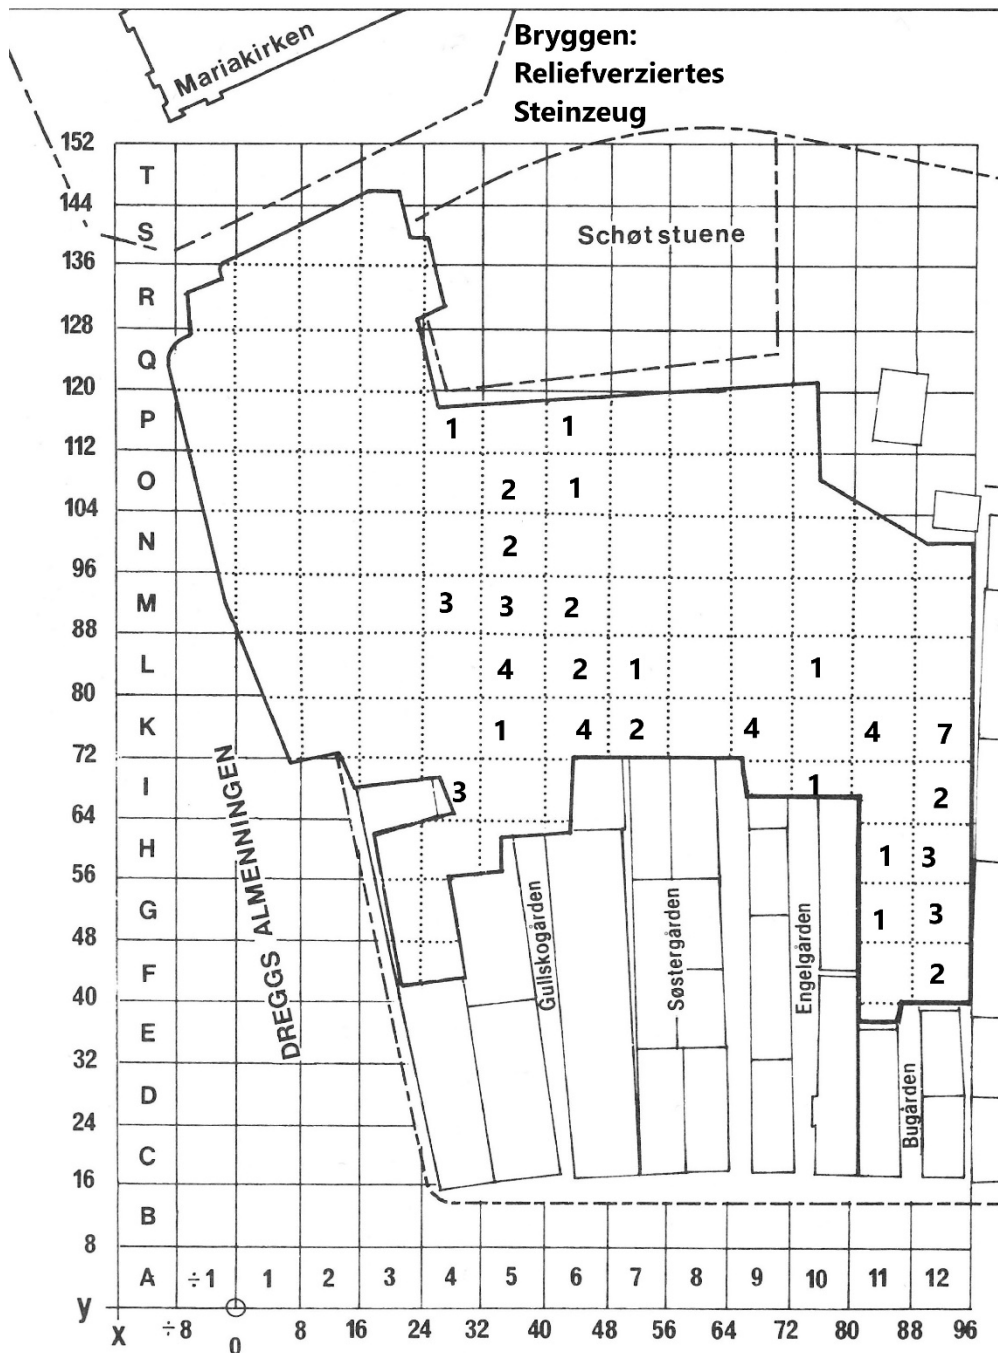 Bryggen:
Reliefverziertes
Steinzeug
Mariakirken
152
T
144
S
Schøtstuene
136
R
128
Q
120
P 1 1
112
O 2 1
104
N 2
96
M 3 3 2
88
L 4 2 1 1
80
K 1 4 2 4 4 7
72
I 3 1 2
64
H 1 3
56
G 1 3
48
F 2
40
E
32
D
24
C
16
B
8
DREGGS ALMENNINGEN
Gullskogården
Søstergården
Engelgården
Bugården
A ÷1 1 2 3 4 5 6 7 8 9 10 11 12
y
X ÷8 0 8 16 24 32 40 48 56 64 72 80 88 96